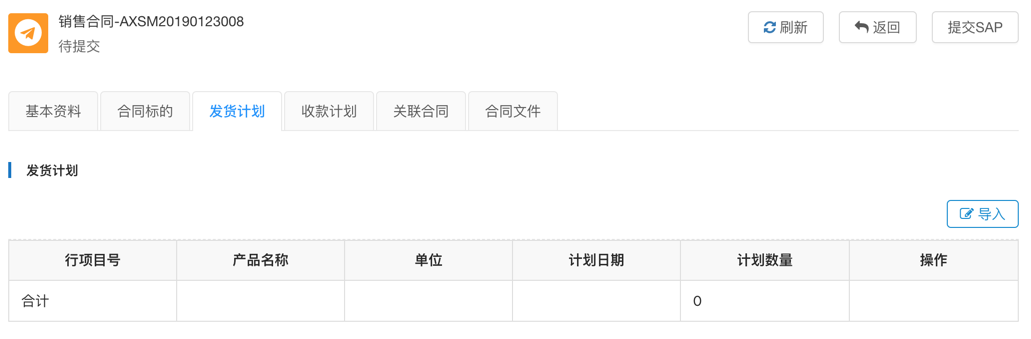 销售合同-AXSM20190123008
待提交
刷新 返回 提交SAP
基本资料 合同标的 发货计划 收款计划 关联合同 合同文件
发货计划
导入
行项目号 产品名称 单位 计划日期 计划数量 操作
合计 0